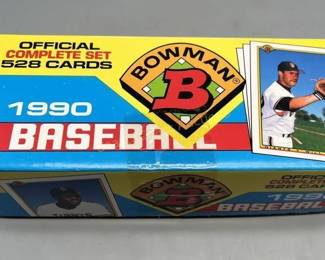 OFFICIAL
COMPLETE SET
528 CARDS
BOWMAN
B
1990
BASEBALL
BOWMAN
B
OFFICIAL
COMPLETE SET
528 CARDS
BASEBALL